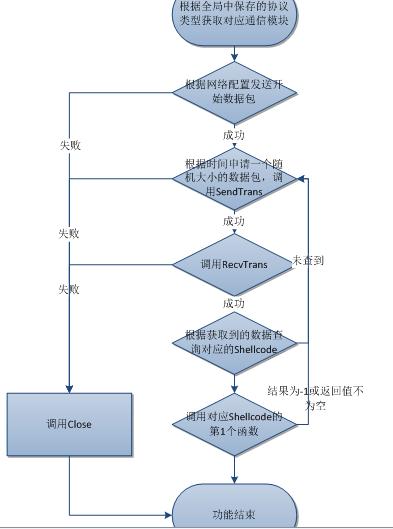 根据全局中保存的协议
类型获取对应通信模块
根据网络配置发送开
始数据包
失败
成功
根据时间申请一个随
机大小的数据包，调
用SendTrans
失败
成功
调用RecvTrans
未查到
失败
成功
根据获取到的数据查
询对应的Shellcode
结果为-1或返回值不
为空
调用Close
调用对应Shellcode的
第1个函数
功能结束